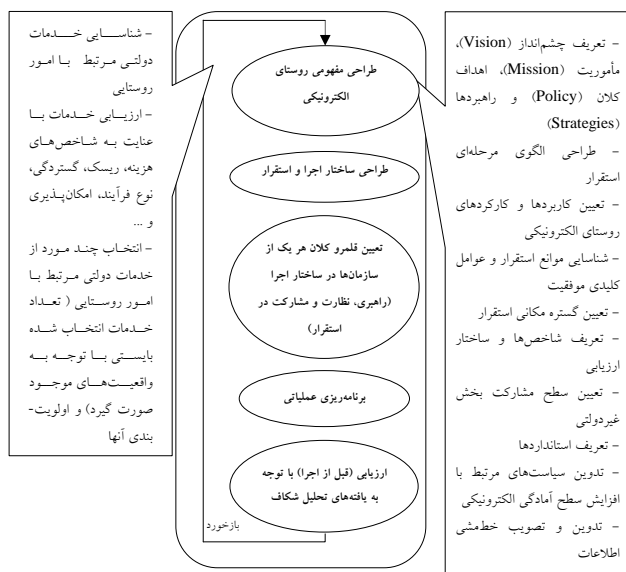 - تعریف چشم‌انداز (Vision)،
مأموریت (Mission)، اهداف
کلان (Policy) و راهبردها
(Strategies)
- طراحی الگوی مرحله‌ای
استقرار
- تعیین کاربردها و کارکردهای
روستای الکترونیکی
- شناسایی موانع استقرار و عوامل
کلیدی موفقیت
- تعیین گستره مکانی استقرار
- تعریف شاخص‌ها و ساختار
ارزیابی
- تعیین سطح مشارکت بخش
غیردولتی
- تعریف استانداردها
- تدوین سیاست‌های مرتبط با
افزایش سطح آمادگی الکترونیکی
- تدوین و تصویب خط‌مشی
اطلاعات
طراحی مفهومی روستای
الکترونیکی
طراحی ساختار اجرا و استقرار
تعیین قلمرو کلان هر یک از
سازمان‌ها در ساختار اجرا
(راهبری، نظارت و مشارکت در
استقرار)
برنامه‌ریزی عملیاتی
ارزیابی (قبل از اجرا) با توجه
به یافته‌های تحلیل شکاف
بازخورد
- شناسایی خدمات
دولتی مرتبط با امور
روستایی
- ارزیابی خدمات با
عنایت به شاخص‌های
هزینه، ریسک، گستردگی،
نوع فرآیند، امکان‌پذیری
و ...
- انتخاب چند مورد از
خدمات دولتی مرتبط با
امور روستایی ( تعداد
خدمات انتخاب شده
بایستی با توجه به
واقعیت‌های موجود
صورت گیرد) و اولویت-
بندی آنها